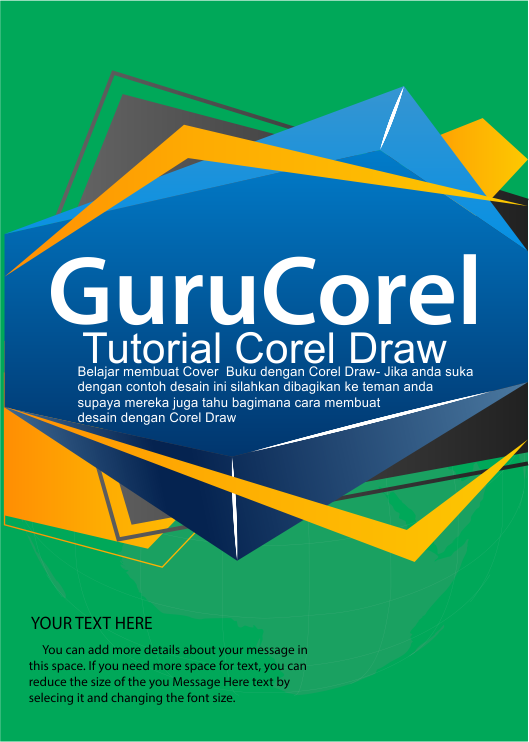 GuruCorel
Tutorial Corel Draw
Belajar membuat Cover  Buku dengan Corel Draw- Jika anda suka
dengan contoh desain ini silahkan dibagikan ke teman anda
supaya mereka juga tahu bagimana cara membuat
desain dengan Corel Draw
YOUR TEXT HERE
You can add more details about your message in
this space. If you need more space for text, you can
reduce the size of the you Message Here text by
selecing it and changing the font size.